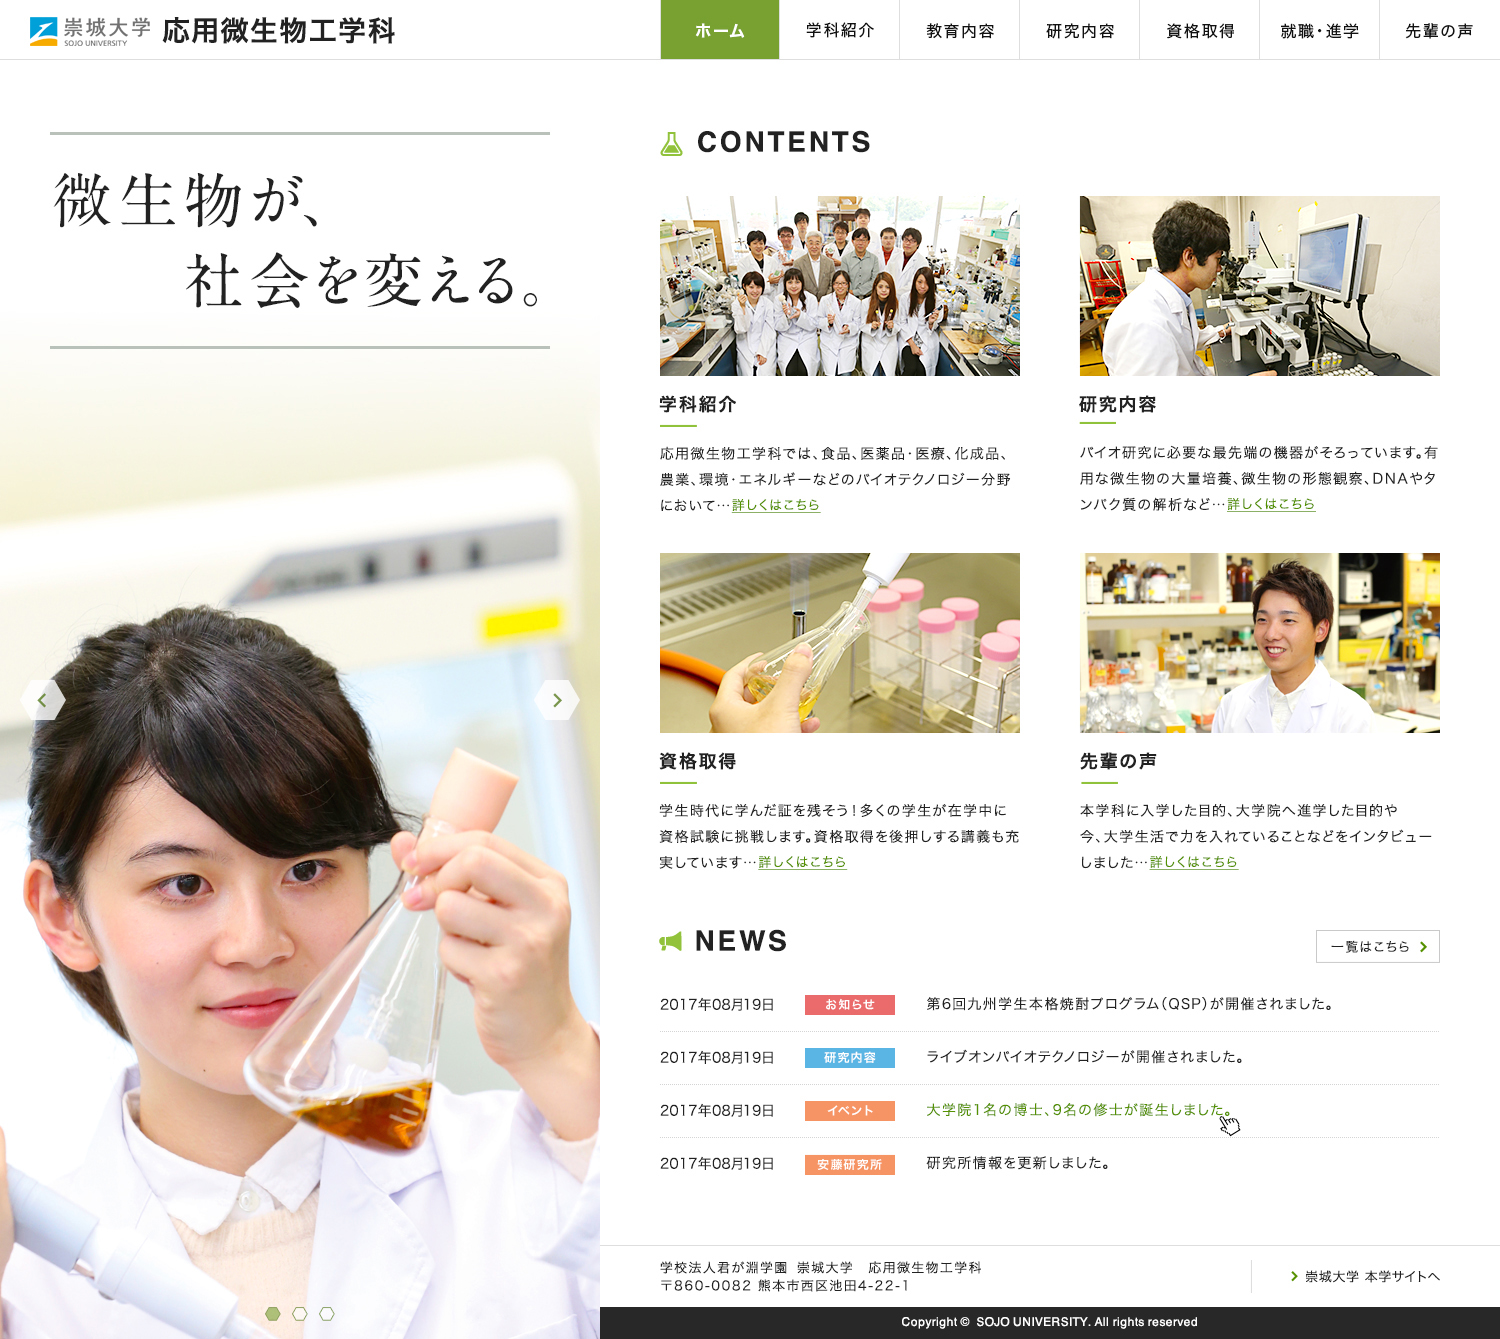 崇城大学
SOJO UNIVERSITY
応用微生物工学科
ホーム
学科紹介
教育内容
研究内容
資格取得
就職・進学
先輩の声
微生物が、
社会を変える。
CONTENTS
学科紹介
応用微生物工学科では、食品、医薬品・医療、化成品、
農業、環境・エネルギーなどのバイオテクノロジー分野
において…詳しくはこちら
研究内容
バイオ研究に必要な最先端の機器がそろっています。有
用な微生物の大量培養、微生物の形態観察、DNAやタ
ンパク質の解析など…詳しくはこちら
資格取得
学生時代に学んだ証を残そう！多くの学生が在学中に
資格試験に挑戦します。資格取得を後押しする講義も充
実しています…詳しくはこちら
先輩の声
本学科に入学した目的、大学院へ進学した目的や
今、大学生活で力を入れていることなどをインタビュー
しました…詳しくはこちら
NEWS
一覧はこちら
2017年08月19日 お知らせ 第6回九州学生本格焼酎プログラム（QSP）が開催されました。
2017年08月19日 研究内容 ライブオンバイオテクノロジーが開催されました。
2017年08月19日 イベント 大学院1名の博士、9名の修士が誕生しました。
2017年08月19日 安藤研究所 研究所情報を更新しました。
学校法人君が淵学園 崇城大学　応用微生物工学科
〒860-0082 熊本市西区池田4-22-1
崇城大学 本学サイトへ
Copyright © SOJO UNIVERSITY. All rights reserved